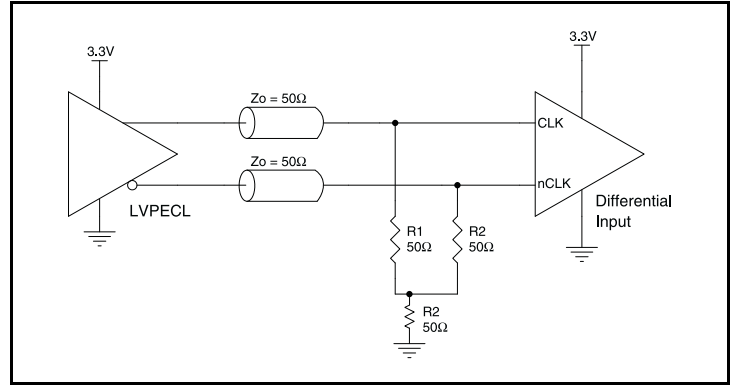 3.3V
3.3V
Zo = 50Ω
CLK
Zo = 50Ω
nCLK
LVPECL
Differential
Input
R1
50Ω
R2
50Ω
R2
50Ω